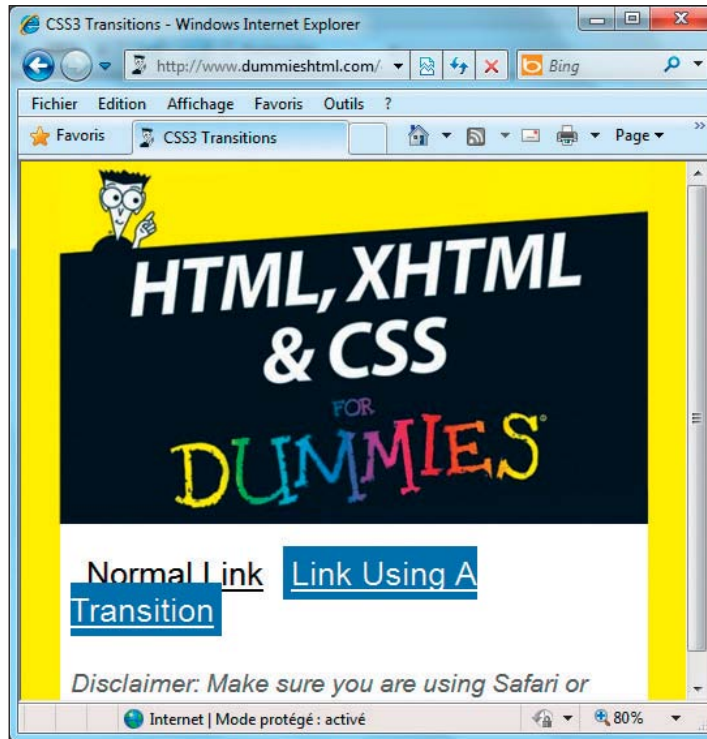 CSS3 Transitions - Windows Internet Explorer
http://www.dummieshtml.com/
Bing
Fichier Edition Affichage Favoris Outils ?
Favoris CSS3 Transitions Page
HTML, XHTML
& CSS
FOR
DUMMIES®
Normal Link Link Using A
Transition
Disclaimer: Make sure you are using Safari or
Internet | Mode protégé : activé 80%